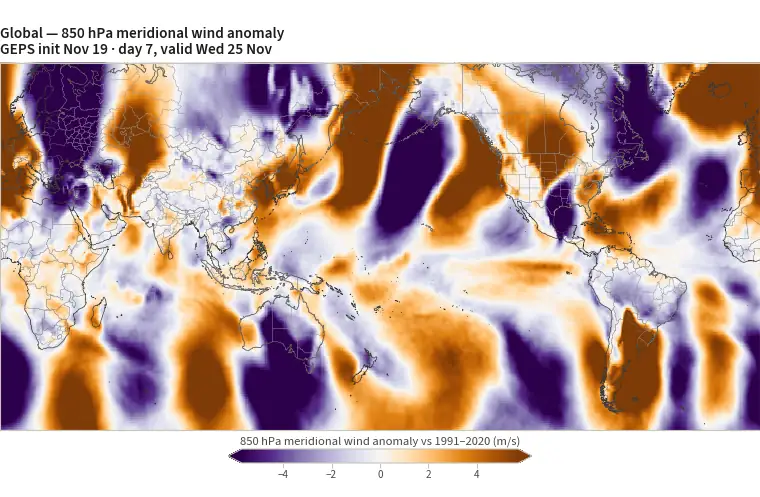 Global — 850 hPa meridional wind anomaly
GEPS init Nov 19 · day 7, valid Wed 25 Nov
850 hPa meridional wind anomaly vs 1991–2020 (m/s)
−4 −2 0 2 4